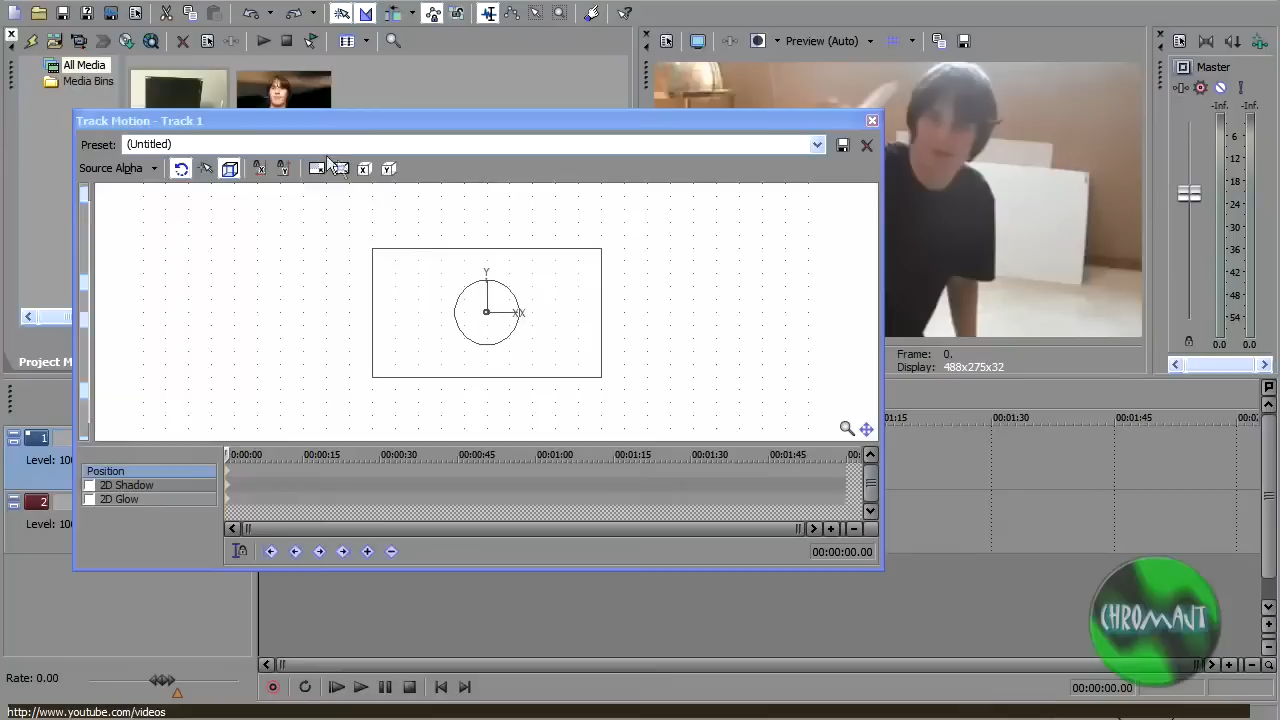 Preview (Auto)
All Media
Media Bins
Master
-Inf.
-Inf.
6
12
18
24
30
36
42
48
54
0.0
0.0
Track Motion - Track 1
Preset:
(Untitled)
Source Alpha
Y
X
Project M
Frame: 0,
Display: 488x275x32
:01:15
00:01:30
00:01:45
00:0
0:00:00
00:00:15
00:00:30
00:00:45
00:01:00
00:01:15
00:01:30
00:01:45
00:
1
Level: 100
Position
2D Shadow
2D Glow
2
Level: 100
00:00:00.00
CHROMAJT
Rate: 0.00
00:00:00.00
http://www.youtube.com/videos